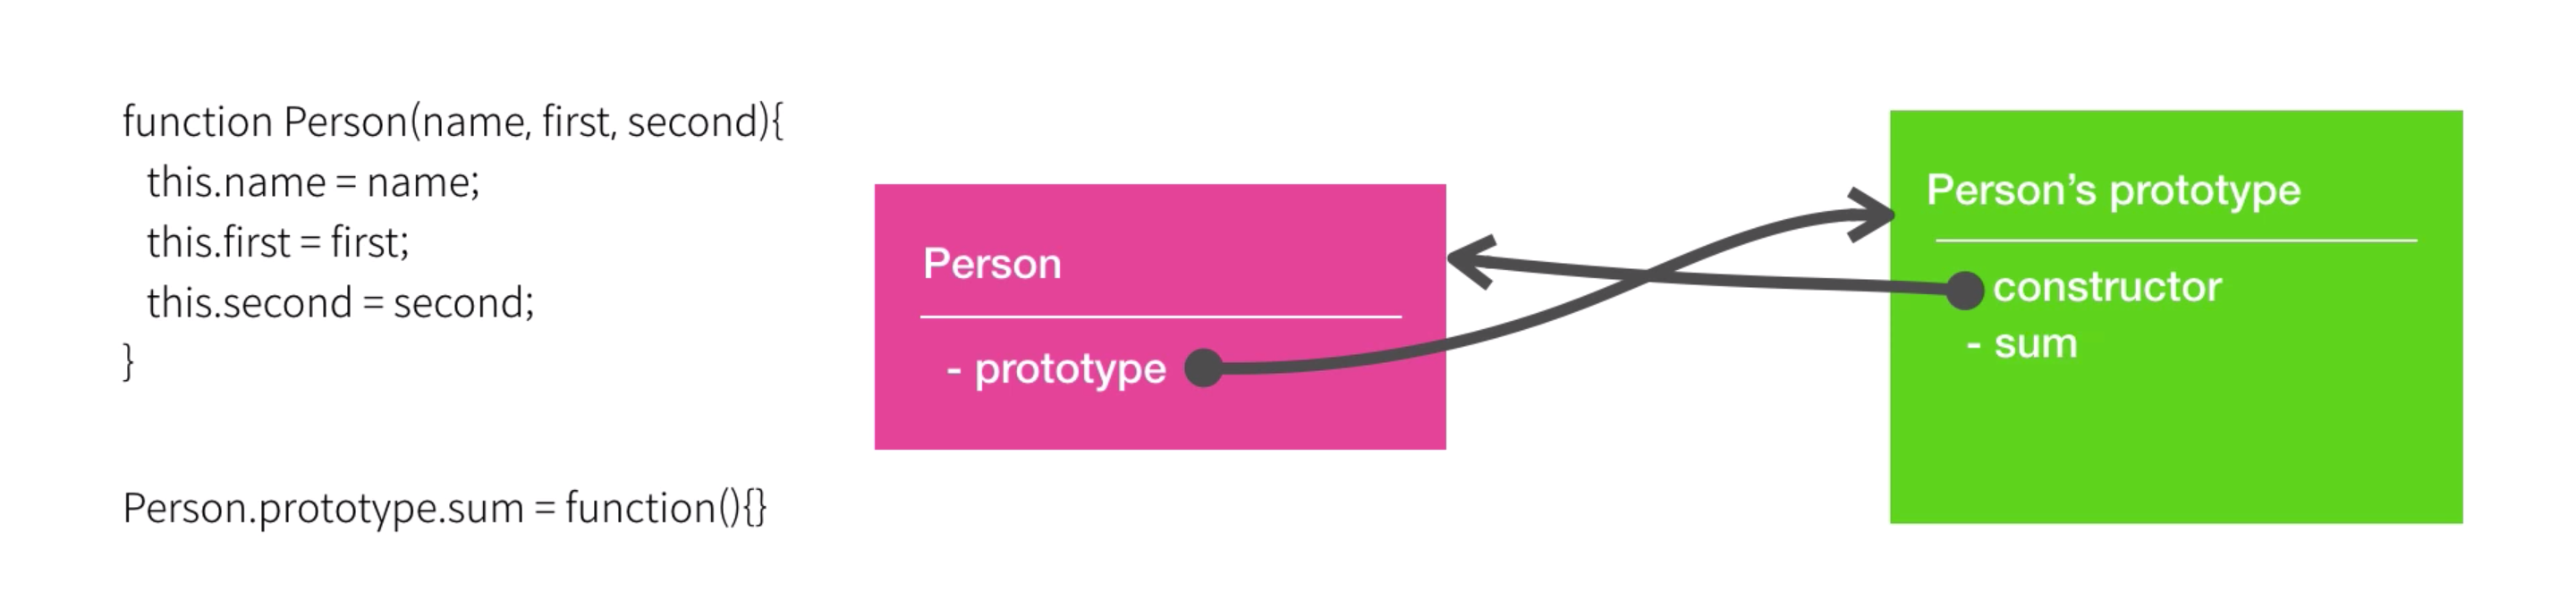 function Person(name, first, second){
this.name = name;
this.first = first;
this.second = second;
}
Person.prototype.sum = function(){}
Person
- prototype
Person’s prototype
constructor
- sum